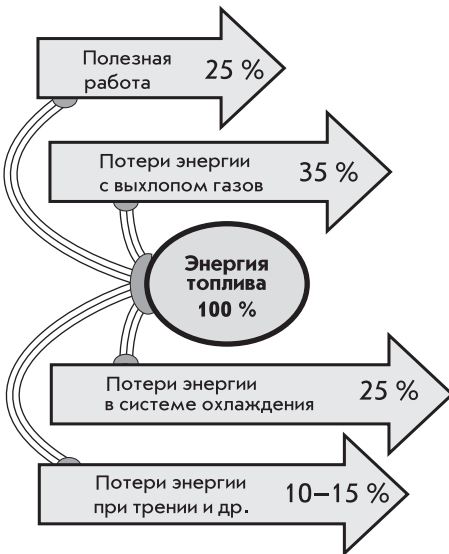 Полезная
работа
25 %
Потери энергии
с выхлопом газов
35 %
Энергия
топлива
100 %
Потери энергии
в системе охлаждения
25 %
Потери энергии
при трении и др.
10–15 %